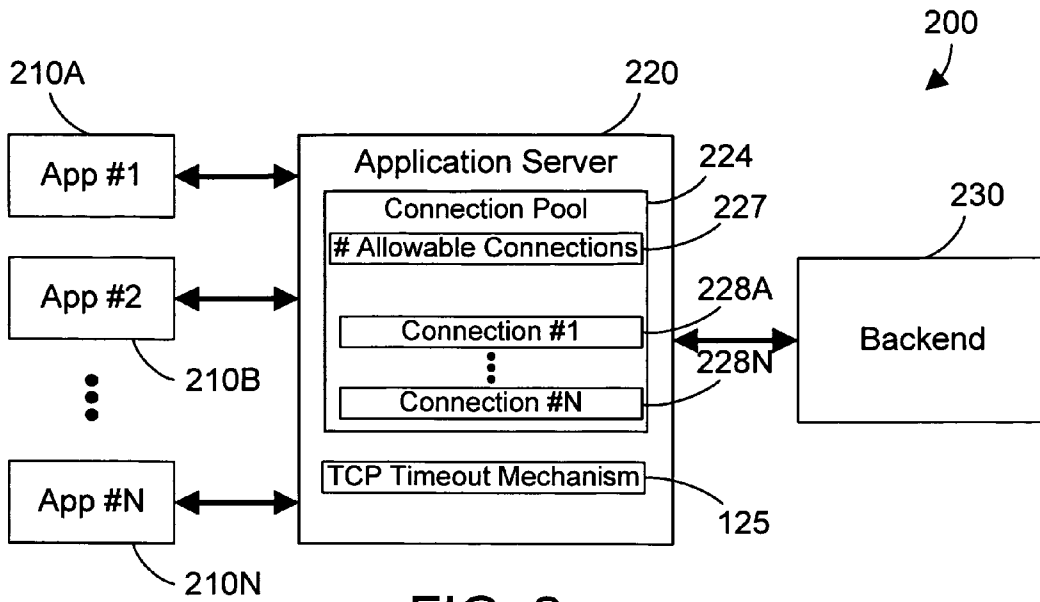 200
210A
220
App #1
Application Server
224
Connection Pool
227
# Allowable Connections
230
App #2
228A
Connection #1
Backend
228N
210B
Connection #N
App #N
TCP Timeout Mechanism
125
210N